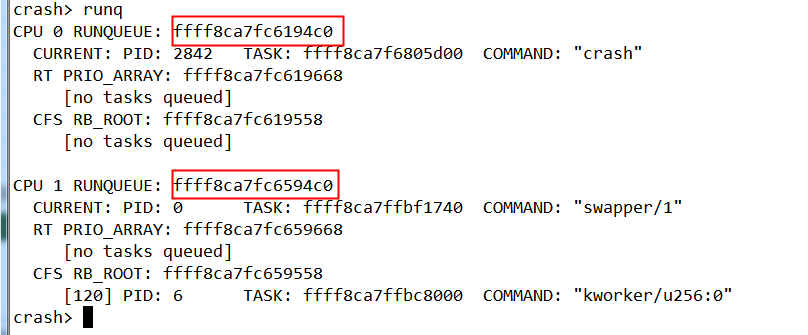 crash> runq
CPU 0 RUNQUEUE: ffff8ca7fc6194c0
  CURRENT: PID: 2842   TASK: ffff8ca7f6805d00  COMMAND: "crash"
  RT PRIO_ARRAY: ffff8ca7fc619668
     [no tasks queued]
  CFS RB_ROOT: ffff8ca7fc619558
     [no tasks queued]

CPU 1 RUNQUEUE: ffff8ca7fc6594c0
  CURRENT: PID: 0      TASK: ffff8ca7ffbf1740  COMMAND: "swapper/1"
  RT PRIO_ARRAY: ffff8ca7fc659668
     [no tasks queued]
  CFS RB_ROOT: ffff8ca7fc659558
     [120] PID: 6      TASK: ffff8ca7ffbc8000  COMMAND: "kworker/u256:0"
crash>